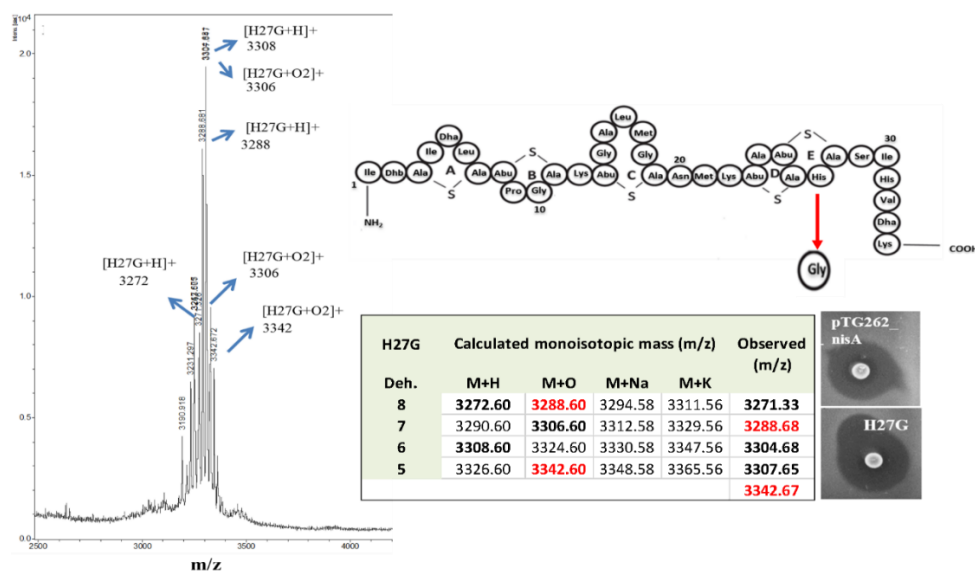 Intens. [au]
x10⁴
2.0
1.5
1.0
0.5
0.0
2500
3000
3500
4000
m/z
3190.918
3231.297
3288.681
3342.672
[H27G+H]+
3308
[H27G+O2]+
3306
[H27G+H]+
3288
[H27G+H]+
3272
[H27G+O2]+
3306
[H27G+O2]+
3342
1
Ile
Dhb
Ala
Ile
Dha
Leu
A
S
Ala
Abu
S
B
Pro
Gly
10
Ala
Lys
Abu
Gly
Ala
Leu
Met
Gly
C
S
Ala
20
Asn
Met
Lys
Abu
Ala
Abu
D
S
S
E
Ala
His
Ala
Ser
30
Ile
His
Val
Dha
Lys
COOH
NH₂
Gly
H27G Calculated monoisotopic mass (m/z) Observed
(m/z)
Deh. M+H M+O M+Na M+K
8 3272.60 3288.60 3294.58 3311.56 3271.33
7 3290.60 3306.60 3312.58 3329.56 3288.68
6 3308.60 3324.60 3330.58 3347.56 3304.68
5 3326.60 3342.60 3348.58 3365.56 3307.65
3342.67
pTG262_
nisA
H27G